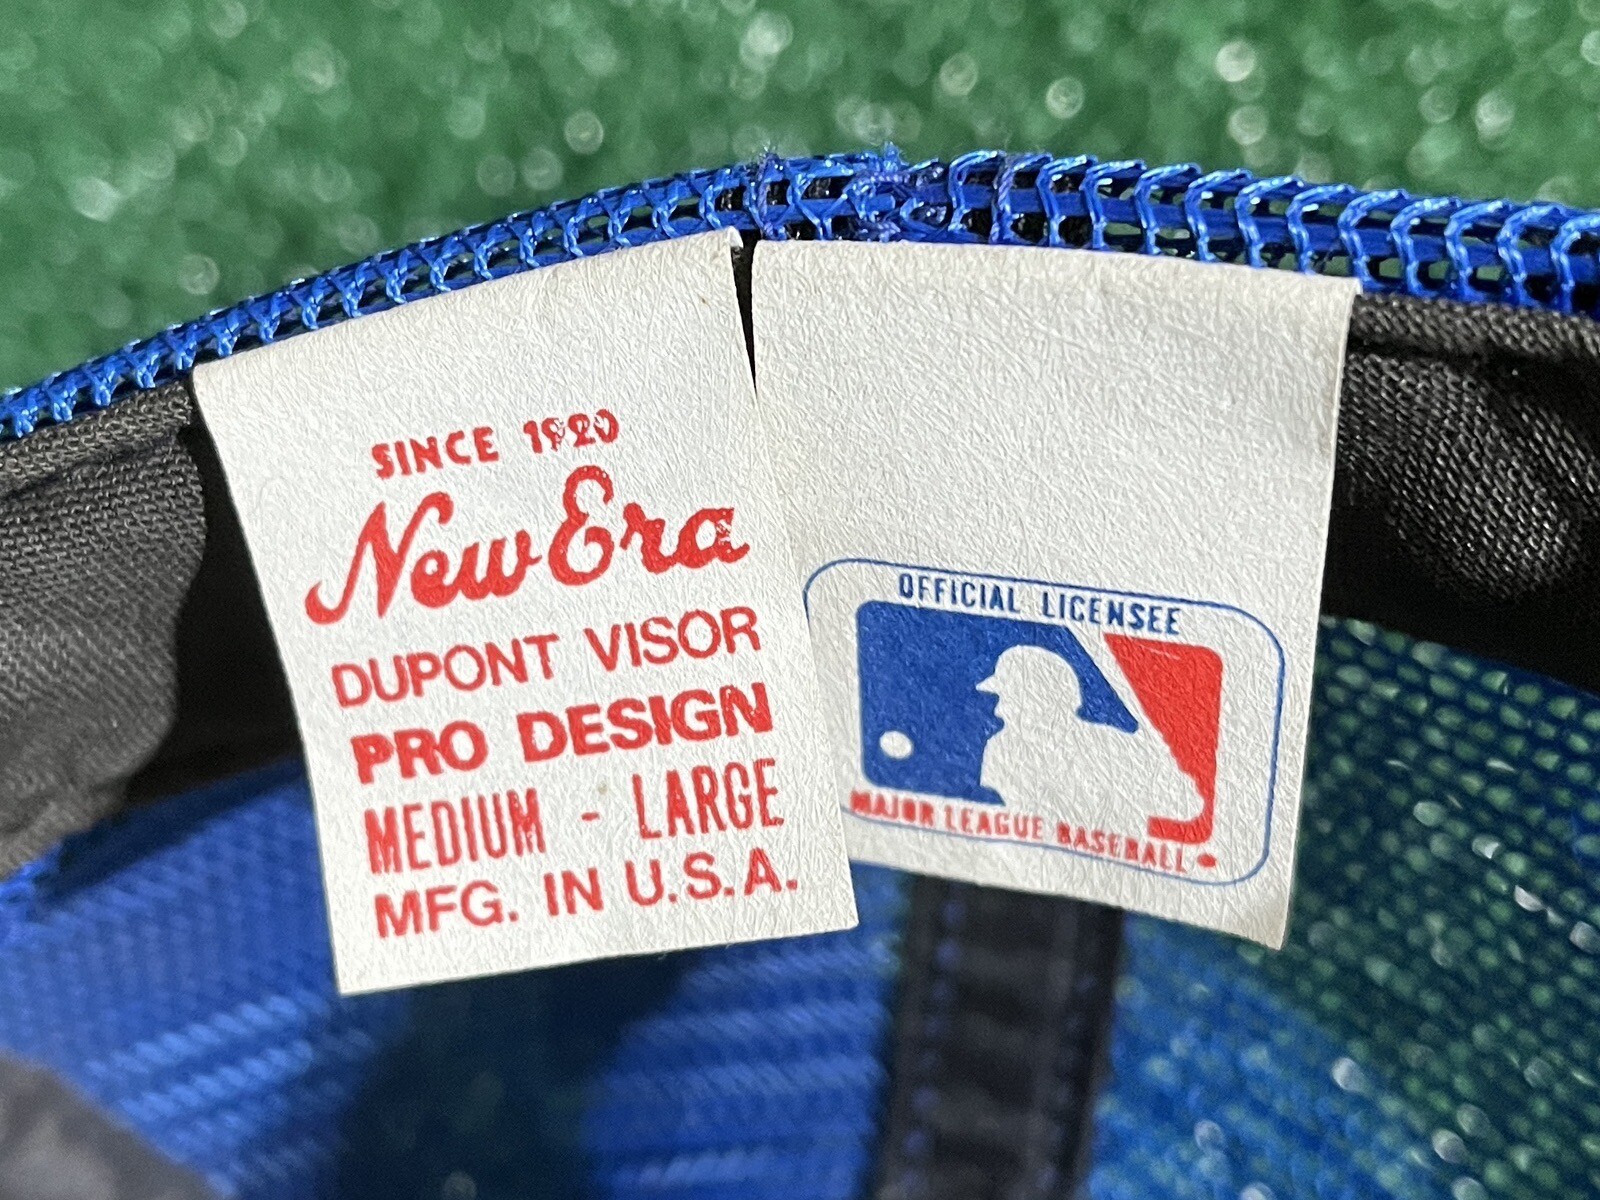 SINCE 1920
New Era
DUPONT VISOR
PRO DESIGN
MEDIUM - LARGE
MFG. IN U.S.A.
OFFICIAL LICENSEE
MAJOR LEAGUE BASEBALL